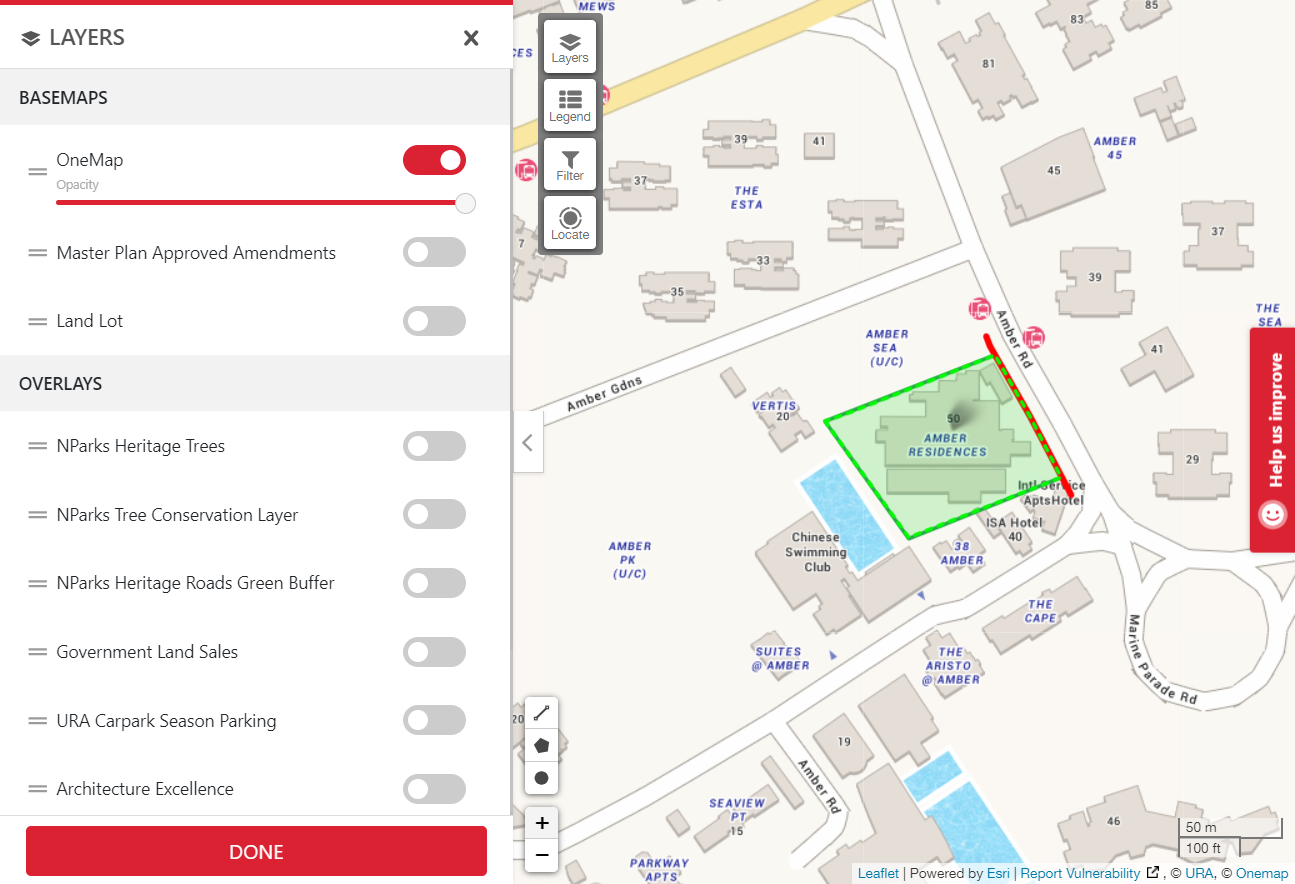 LAYERS
BASEMAPS
OneMap
Opacity
Master Plan Approved Amendments
Land Lot
OVERLAYS
NParks Heritage Trees
NParks Tree Conservation Layer
NParks Heritage Roads Green Buffer
Government Land Sales
URA Carpark Season Parking
Architecture Excellence
DONE
Layers
Legend
Filter
Locate
MEWS
83
85
81
39
41
AMBER
45
45
37
THE
ESTA
7
33
35
37
39
THE
SEA
Amber Rd
AMBER
SEA
(U/C)
41
Amber Gdns
VERTIS
20
50
AMBER
RESIDENCES
29
Help us improve
Intl Service
AptsHotel
ISA Hotel
40
Chinese
Swimming
Club
38
AMBER
AMBER
PK
(U/C)
THE
CAPE
Marine Parade Rd
SUITES
@ AMBER
THE
ARISTO
@ AMBER
20
19
Amber Rd
SEAVIEW
PT
15
46
PARKWAY
APTS
+
−
50 m
100 ft
Leaflet | Powered by Esri | Report Vulnerability , © URA, © Onemap